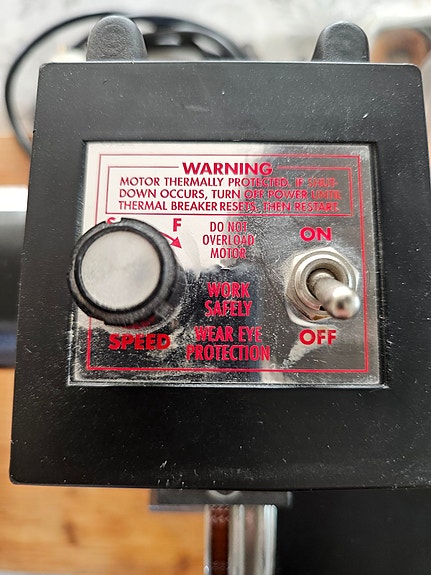 WARNING
MOTOR THERMALLY PROTECTED. IF SHUT
DOWN OCCURS, TURN OFF POWER UNTIL
THERMAL BREAKER RESETS, THEN RESTART.
S F
DO NOT
OVERLOAD
MOTOR
ON
WORK
SAFELY
SPEED
WEAR EYE
PROTECTION
OFF